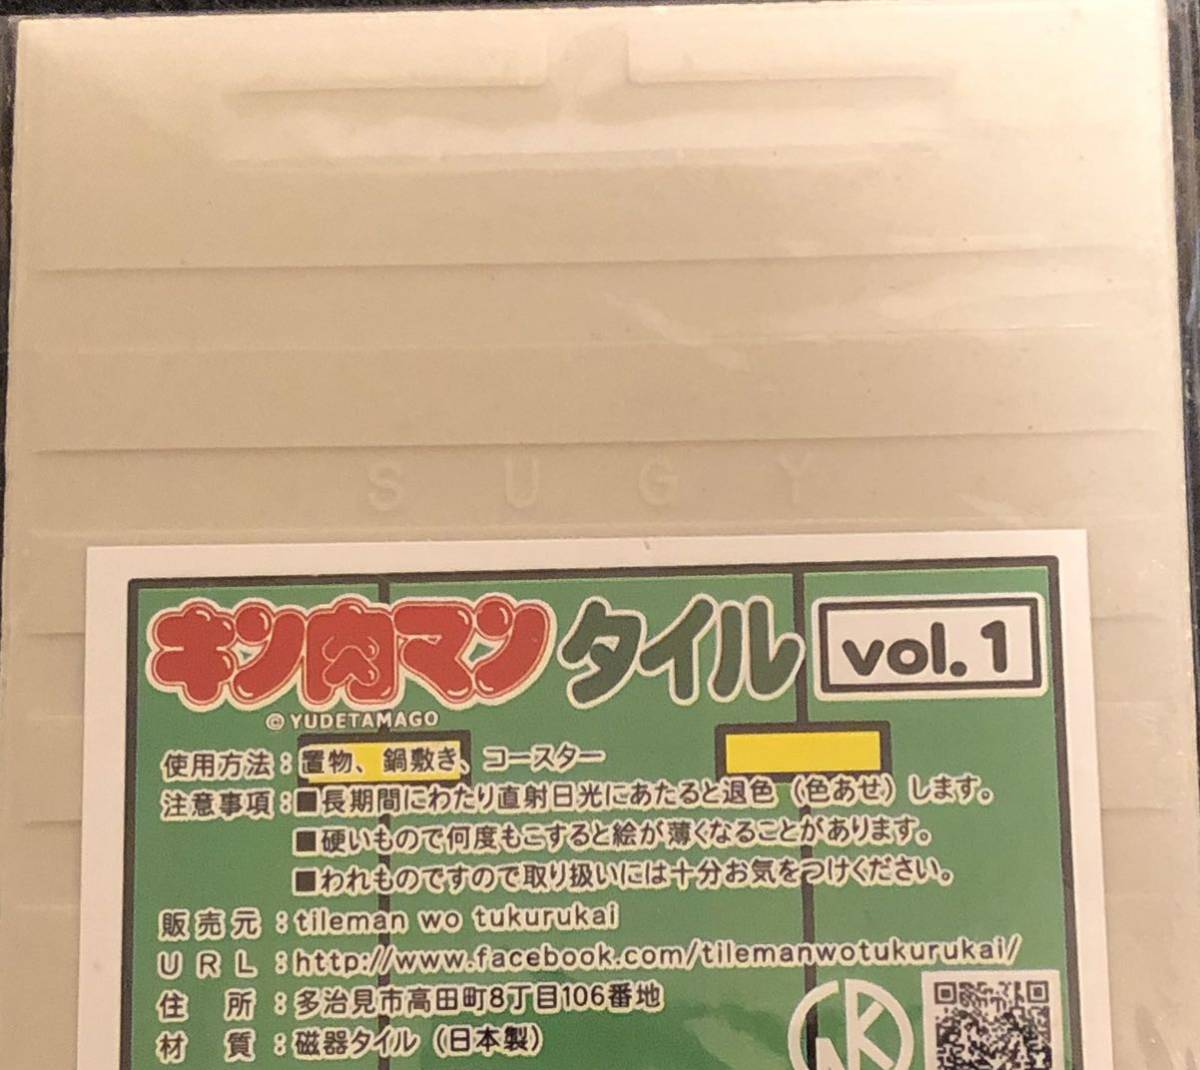 SUGY
キン肉マン タイル vol.1
©YUDETAMAGO
使用方法：置物、鍋敷き、コースター
注意事項：■長期間にわたり直射日光にあたると退色（色あせ）します。
■硬いもので何度もこすると絵が薄くなることがあります。
■われものですので取り扱いには十分お気をつけください。
販売元：tileman wo tukurukai
URL：http://www.facebook.com/tilemanwotukurukai/
住所：多治見市高田町8丁目106番地
材質：磁器タイル（日本製）